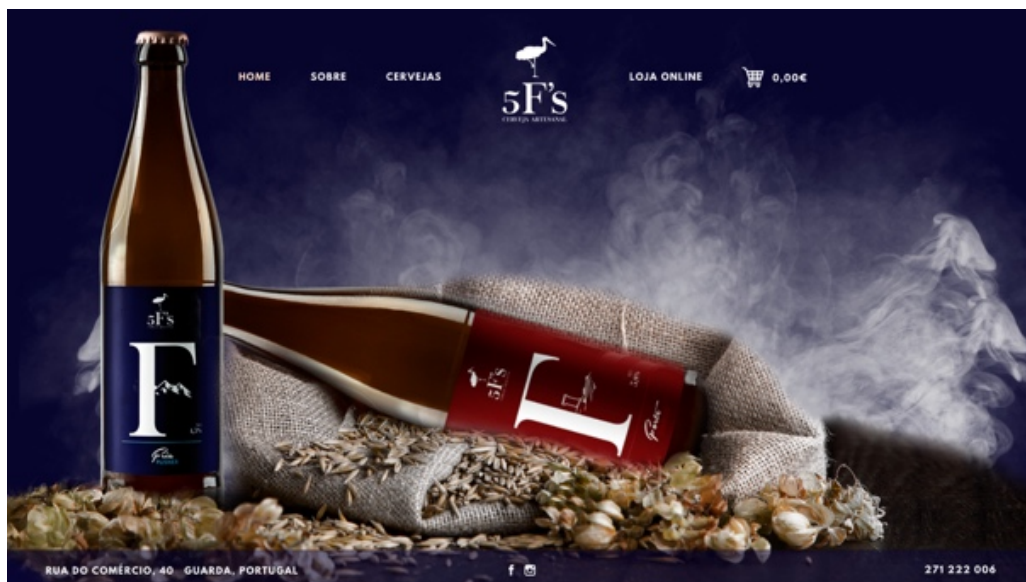 HOME
SOBRE
CERVEJAS
5F's
CERVEJA ARTESANAL
LOJA ONLINE
0,00€
5F's
F
5F's
F
Forte
RUA DO COMÉRCIO, 40 GUARDA, PORTUGAL
271 222 006